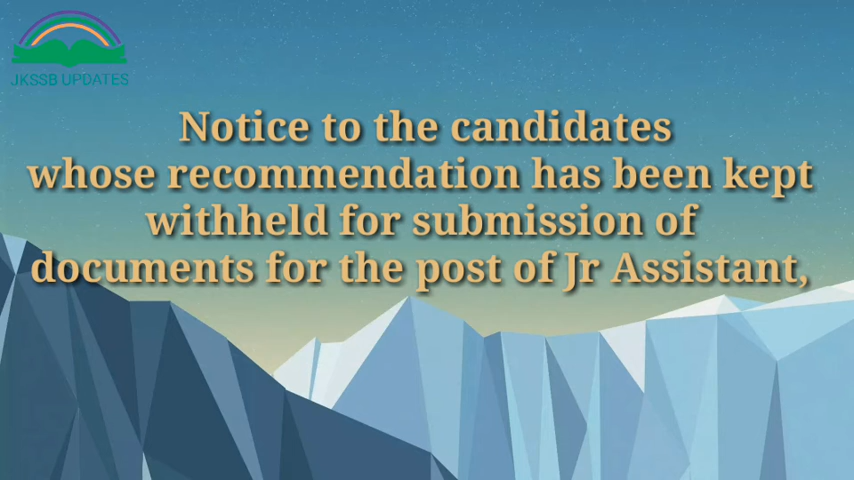 JKSSB UPDATES
Notice to the candidates
whose recommendation has been kept
withheld for submission of
documents for the post of Jr Assistant,